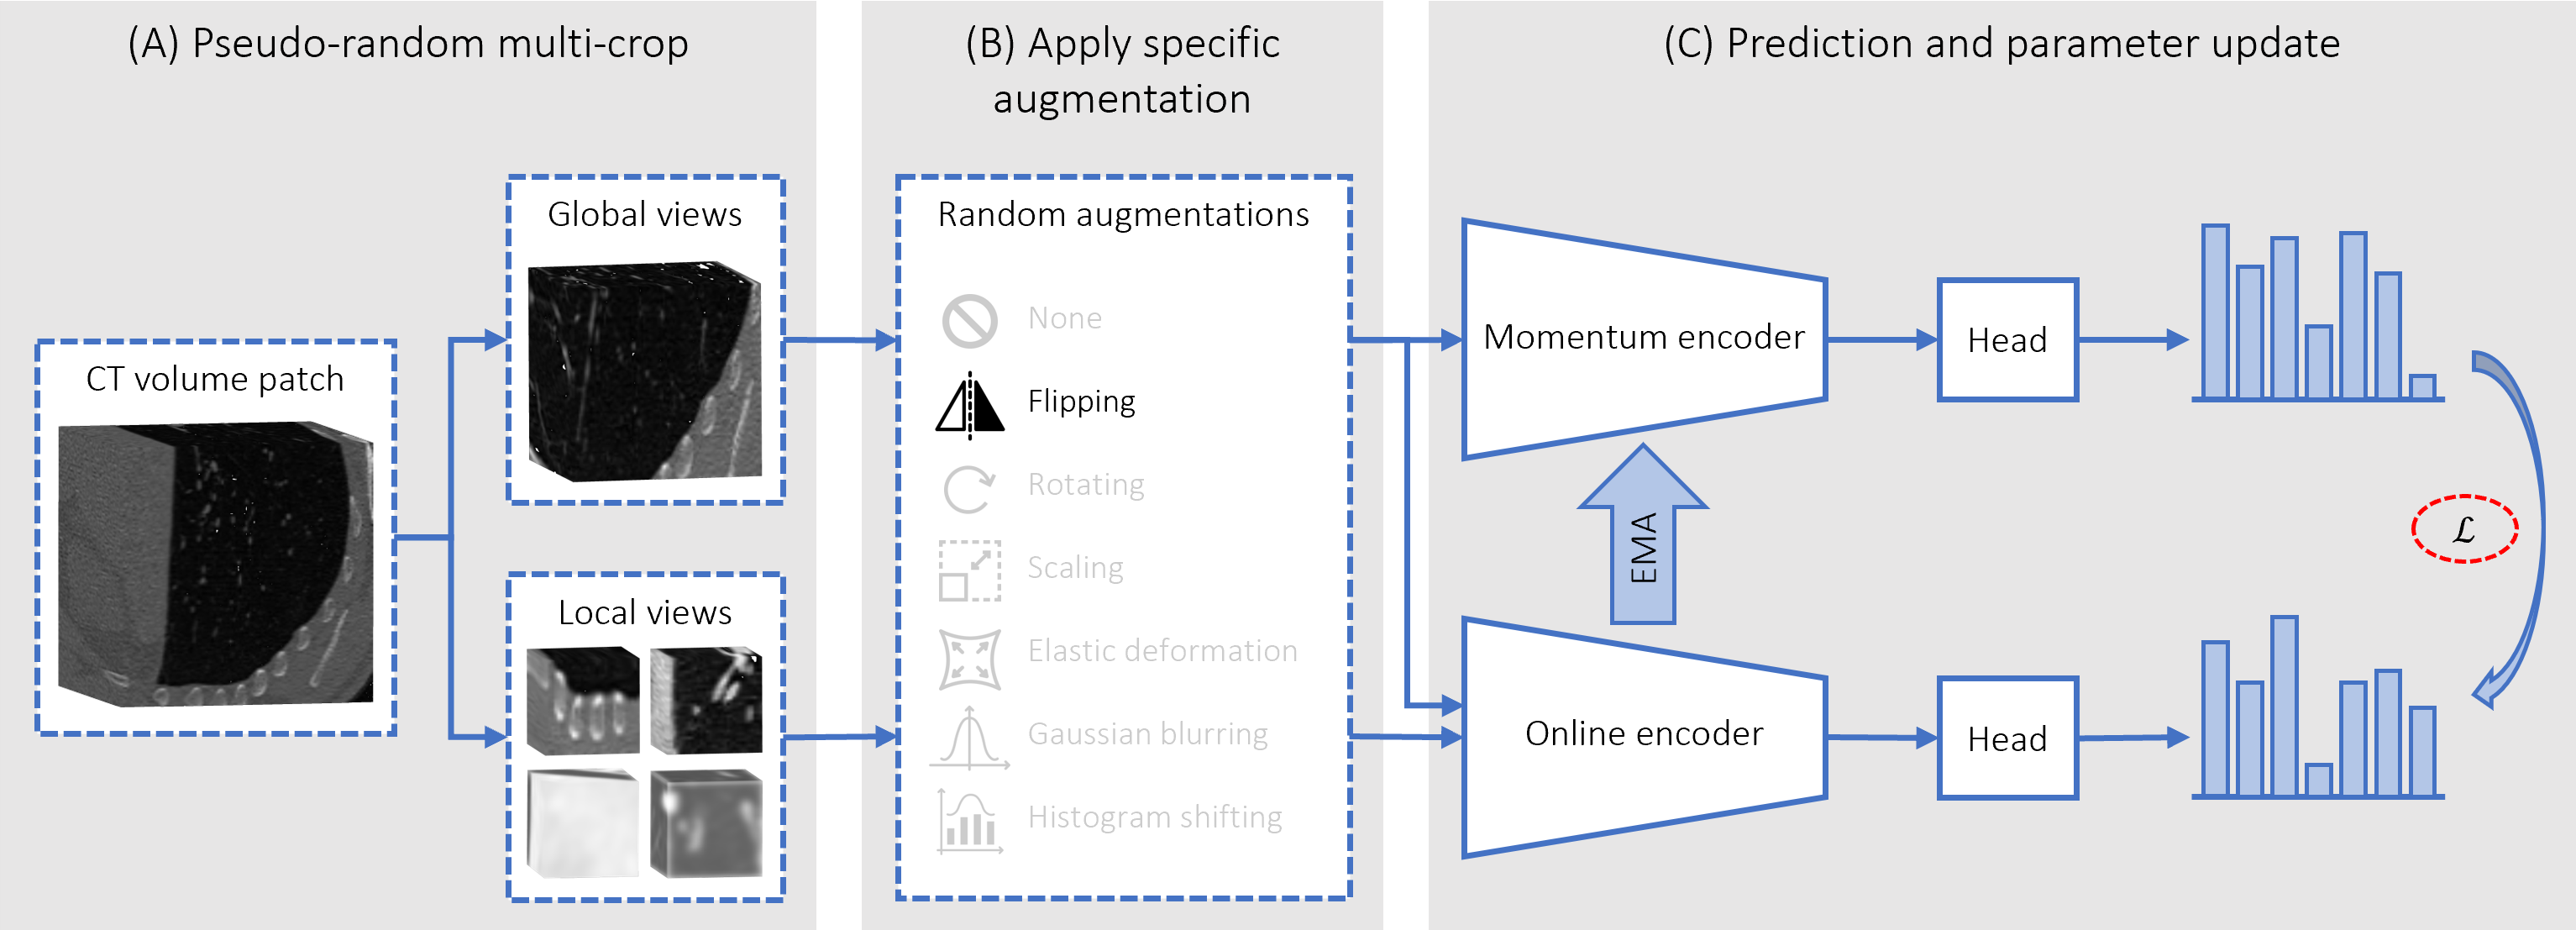 (A) Pseudo-random multi-crop
CT volume patch
Global views
Local views
(B) Apply specific
augmentation
Random augmentations
None
Flipping
Rotating
Scaling
Elastic deformation
Gaussian blurring
Histogram shifting
(C) Prediction and parameter update
Momentum encoder
Head
EMA
ℒ
Online encoder
Head